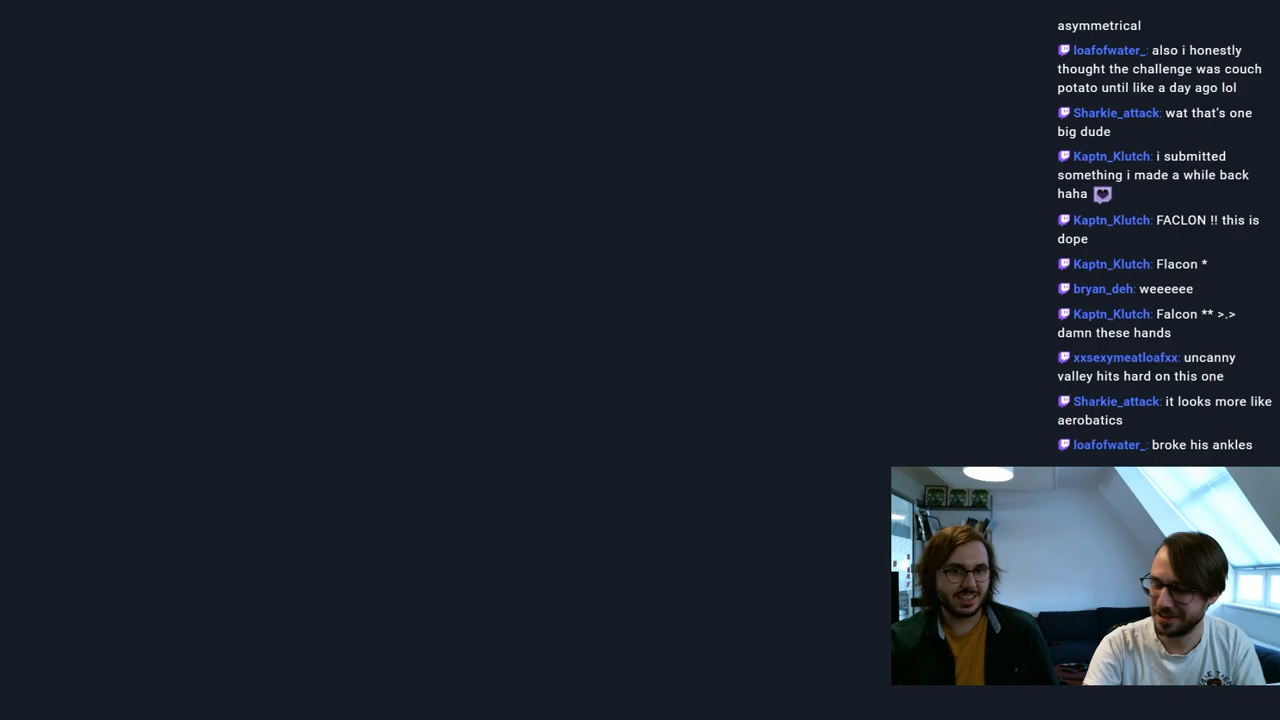 asymmetrical
loafofwater_: also i honestly
thought the challenge was couch
potato until like a day ago lol
Sharkie_attack: wat that's one
big dude
Kaptn_Klutch: i submitted
something i made a while back
haha
Kaptn_Klutch: FACLON !! this is
dope
Kaptn_Klutch: Flacon *
bryan_deh: weeeeee
Kaptn_Klutch: Falcon ** >.>
damn these hands
xxsexymeatloafxx: uncanny
valley hits hard on this one
Sharkie_attack: it looks more like
aerobatics
loafofwater_: broke his ankles